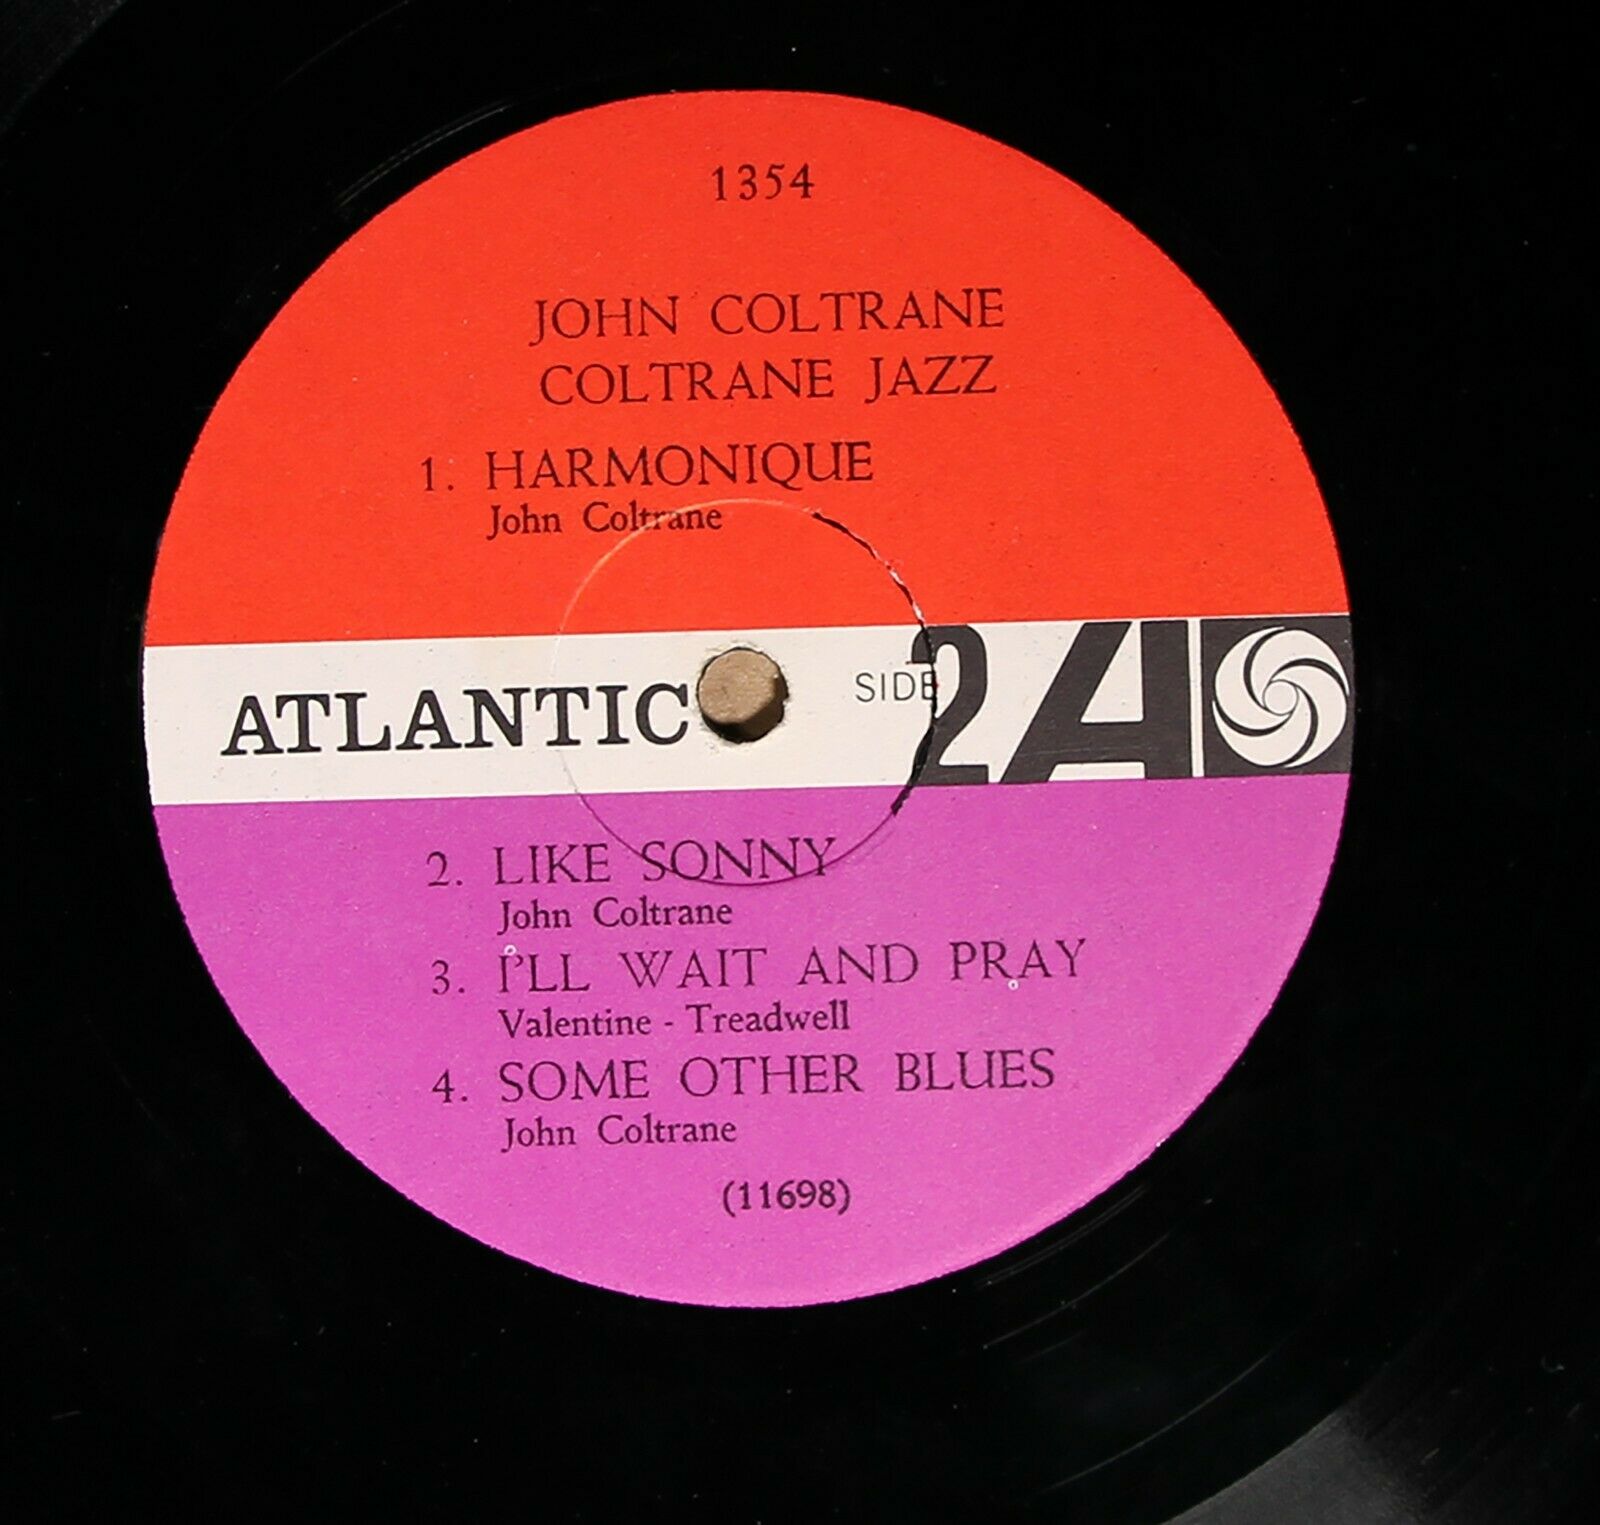 1354
JOHN COLTRANE
COLTRANE JAZZ
1. HARMONIQUE
John Coltrane
ATLANTIC SIDE 2 A
2. LIKE SONNY
John Coltrane
3. I'LL WAIT AND PRAY
Valentine - Treadwell
4. SOME OTHER BLUES
John Coltrane
(11698)